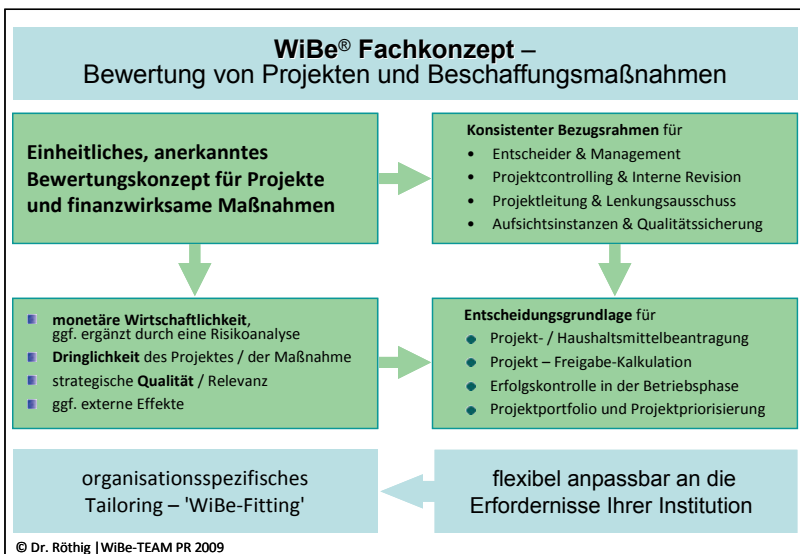 WiBe® Fachkonzept –
Bewertung von Projekten und Beschaffungsmaßnahmen
Einheitliches, anerkanntes
Bewertungskonzept für Projekte
und finanzwirksame Maßnahmen
Konsistenter Bezugsrahmen für
• Entscheider & Management
• Projektcontrolling & Interne Revision
• Projektleitung & Lenkungsausschuss
• Aufsichtsinstanzen & Qualitätssicherung
monetäre Wirtschaftlichkeit,
ggf. ergänzt durch eine Risikoanalyse
Dringlichkeit des Projektes / der Maßnahme
strategische Qualität / Relevanz
ggf. externe Effekte
Entscheidungsgrundlage für
Projekt- / Haushaltsmittelbeantragung
Projekt – Freigabe-Kalkulation
Erfolgskontrolle in der Betriebsphase
Projektportfolio und Projektpriorisierung
organisationsspezifisches
Tailoring – 'WiBe-Fitting'
flexibel anpassbar an die
Erfordernisse Ihrer Institution
© Dr. Röthig |WiBe-TEAM PR 2009